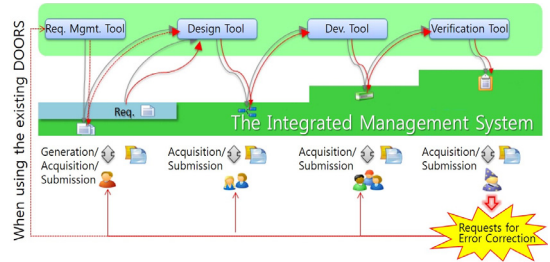 When using the existing DOORS
Req. Mgmt. Tool
Design Tool
Dev. Tool
Verification Tool
Req.
The Integrated Management System
Generation/
Acquisition/
Submission
Acquisition/
Submission
Acquisition/
Submission
Acquisition/
Submission
Requests for
Error Correction